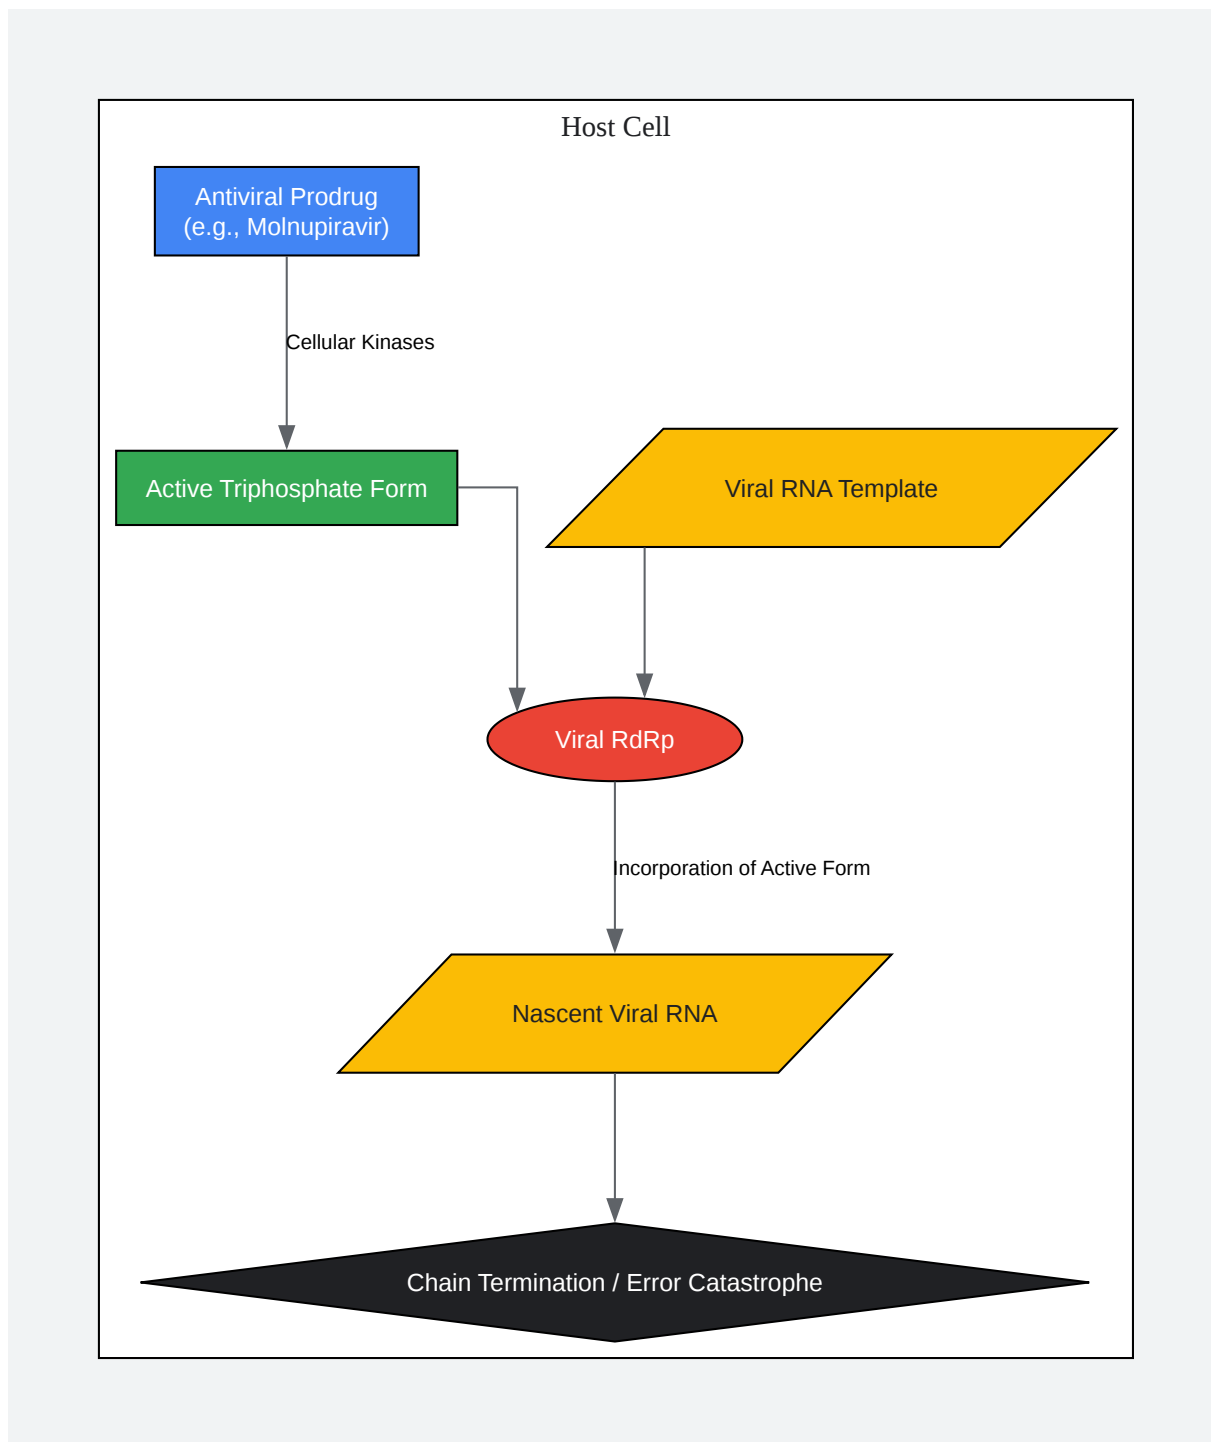 Host Cell
Antiviral Prodrug
(e.g., Molnupiravir)
Cellular Kinases
Active Triphosphate Form
Viral RNA Template
Viral RdRp
Incorporation of Active Form
Nascent Viral RNA
Chain Termination / Error Catastrophe